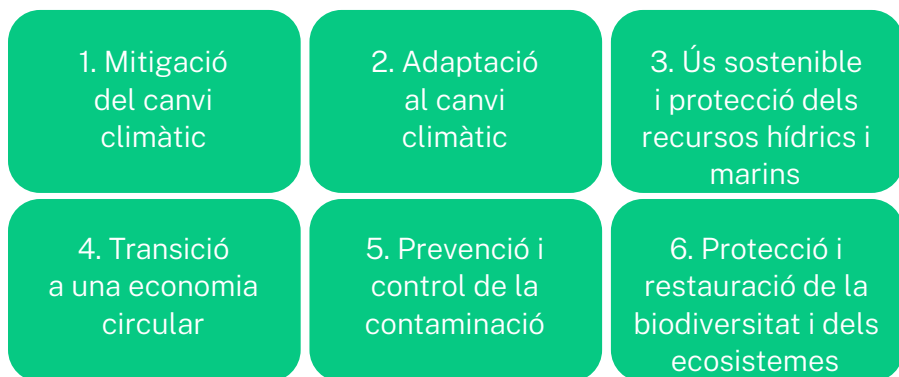 1. Mitigació
del canvi
climàtic
2. Adaptació
al canvi
climàtic
3. Ús sostenible
i protecció dels
recursos hídrics i
marins
4. Transició
a una economia
circular
5. Prevenció i
control de la
contaminació
6. Protecció i
restauració de la
biodiversitat i dels
ecosistemes